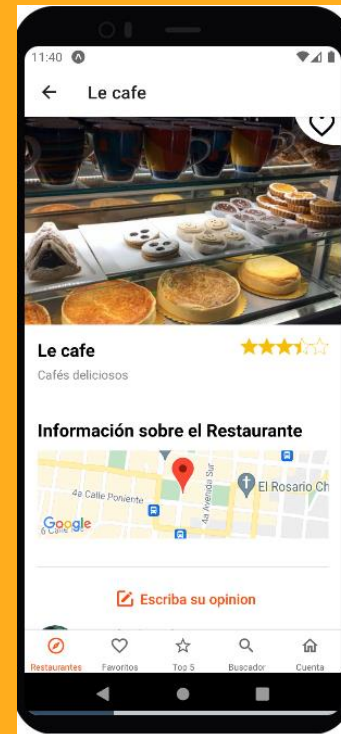 11:40
Le cafe
Le cafe
Cafés deliciosos
Información sobre el Restaurante
4a Calle Poniente
4a Avenida Sur
El Rosario Ch
Google
Escriba su opinion
Restaurantes
Favoritos
Top 5
Buscador
Cuenta